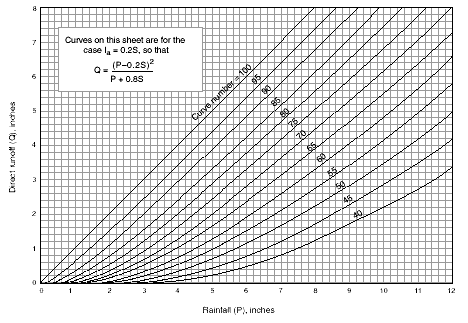 Curves on this sheet are for the
case Ia = 0.2S, so that
Q = (P–0.2S)2
P + 0.8S
Curve number = 100
95
90
85
80
75
70
65
60
55
50
45
40
8
7
6
5
4
3
2
1
0
0 1 2 3 4 5 6 7 8 9 10 11 12
Direct runoff (Q), inches
Rainfall (P), inches